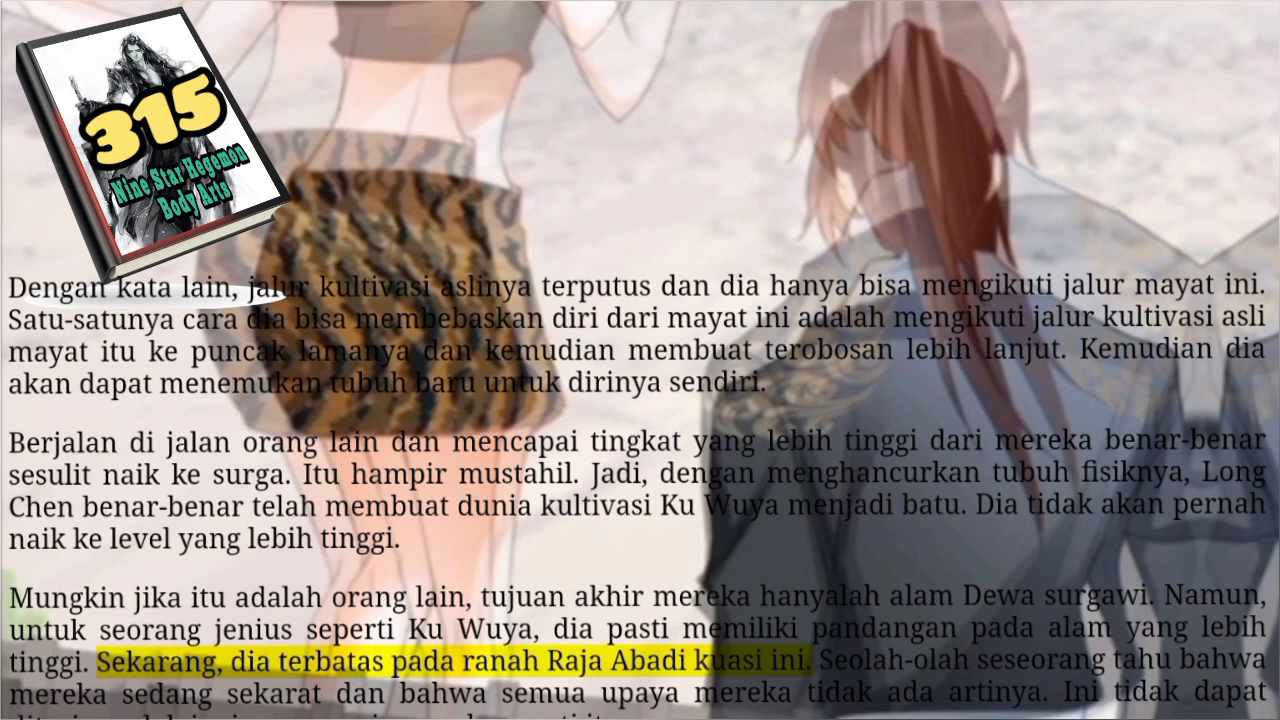 315
Nine Star Hegemon
Body Arts
Dengan kata lain, jalur kultivasi aslinya terputus dan dia hanya bisa mengikuti jalur mayat ini.
Satu-satunya cara dia bisa membebaskan diri dari mayat ini adalah mengikuti jalur kultivasi asli
mayat itu ke puncak lamanya dan kemudian membuat terobosan lebih lanjut. Kemudian dia
akan dapat menemukan tubuh baru untuk dirinya sendiri.
Berjalan di jalan orang lain dan mencapai tingkat yang lebih tinggi dari mereka benar-benar
sesulit naik ke surga. Itu hampir mustahil. Jadi, dengan menghancurkan tubuh fisiknya, Long
Chen benar-benar telah membuat dunia kultivasi Ku Wuya menjadi batu. Dia tidak akan pernah
naik ke level yang lebih tinggi.
Mungkin jika itu adalah orang lain, tujuan akhir mereka hanyalah alam Dewa surgawi. Namun,
untuk seorang jenius seperti Ku Wuya, dia pasti memiliki pandangan pada alam yang lebih
tinggi. Sekarang, dia terbatas pada ranah Raja Abadi kuasi ini. Seolah-olah seseorang tahu bahwa
mereka sedang sekarat dan bahwa semua upaya mereka tidak ada artinya. Ini tidak dapat